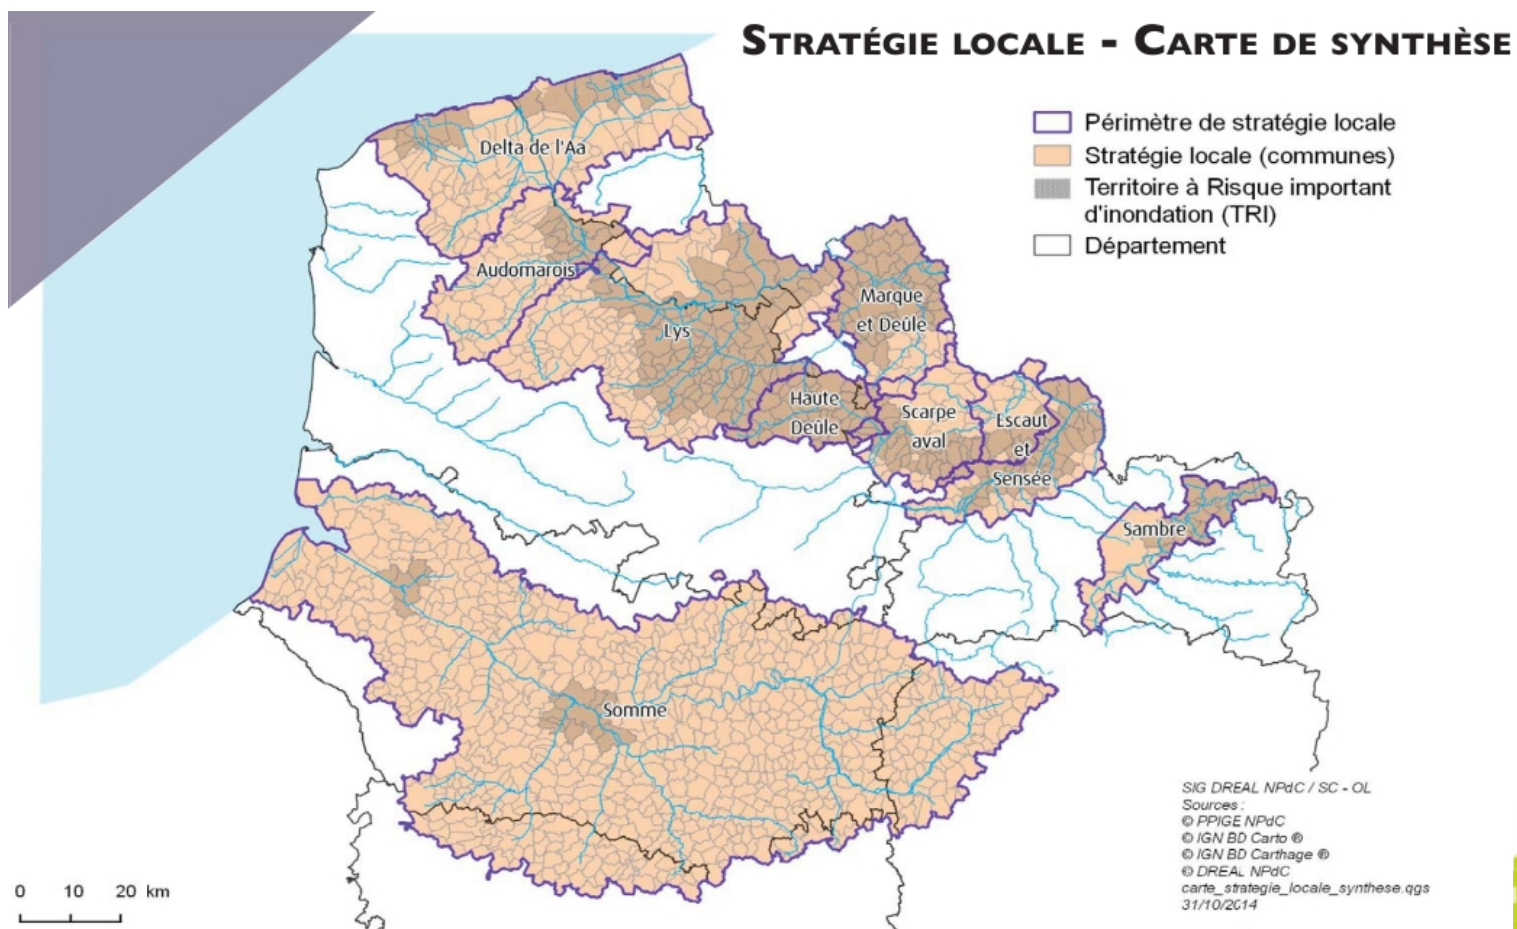 STRATÉGIE LOCALE - CARTE DE SYNTHÈSE
Périmètre de stratégie locale
Stratégie locale (communes)
Territoire à Risque important
d'inondation (TRI)
Département
Delta de l'Aa
Audomarois
Lys
Marque
et Deûle
Haute
Deûle
Scarpe
aval
Escaut
et
Sensée
Sambre
Somme
SIG DREAL NPdC / SC - OL
Sources :
© PPIGE NPdC
© IGN BD Carto ®
© IGN BD Carthage ®
© DREAL NPdC
carte_strategie_locale_synthese.qgs
31/10/2014
0 10 20 km